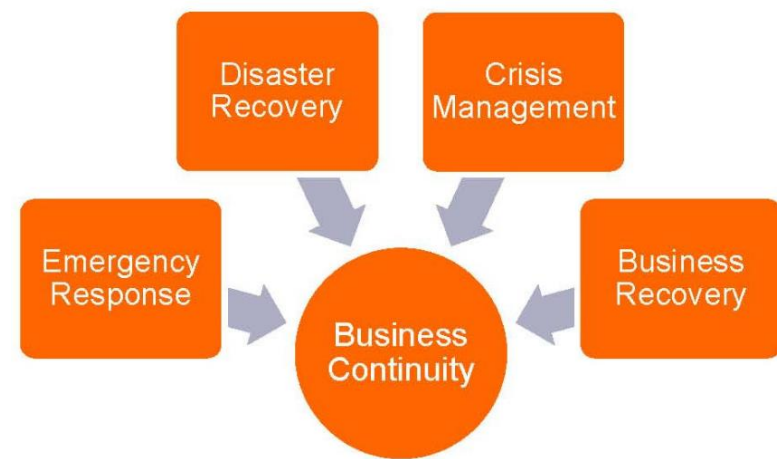 Disaster
Recovery
Crisis
Management
Emergency
Response
Business
Recovery
Business
Continuity